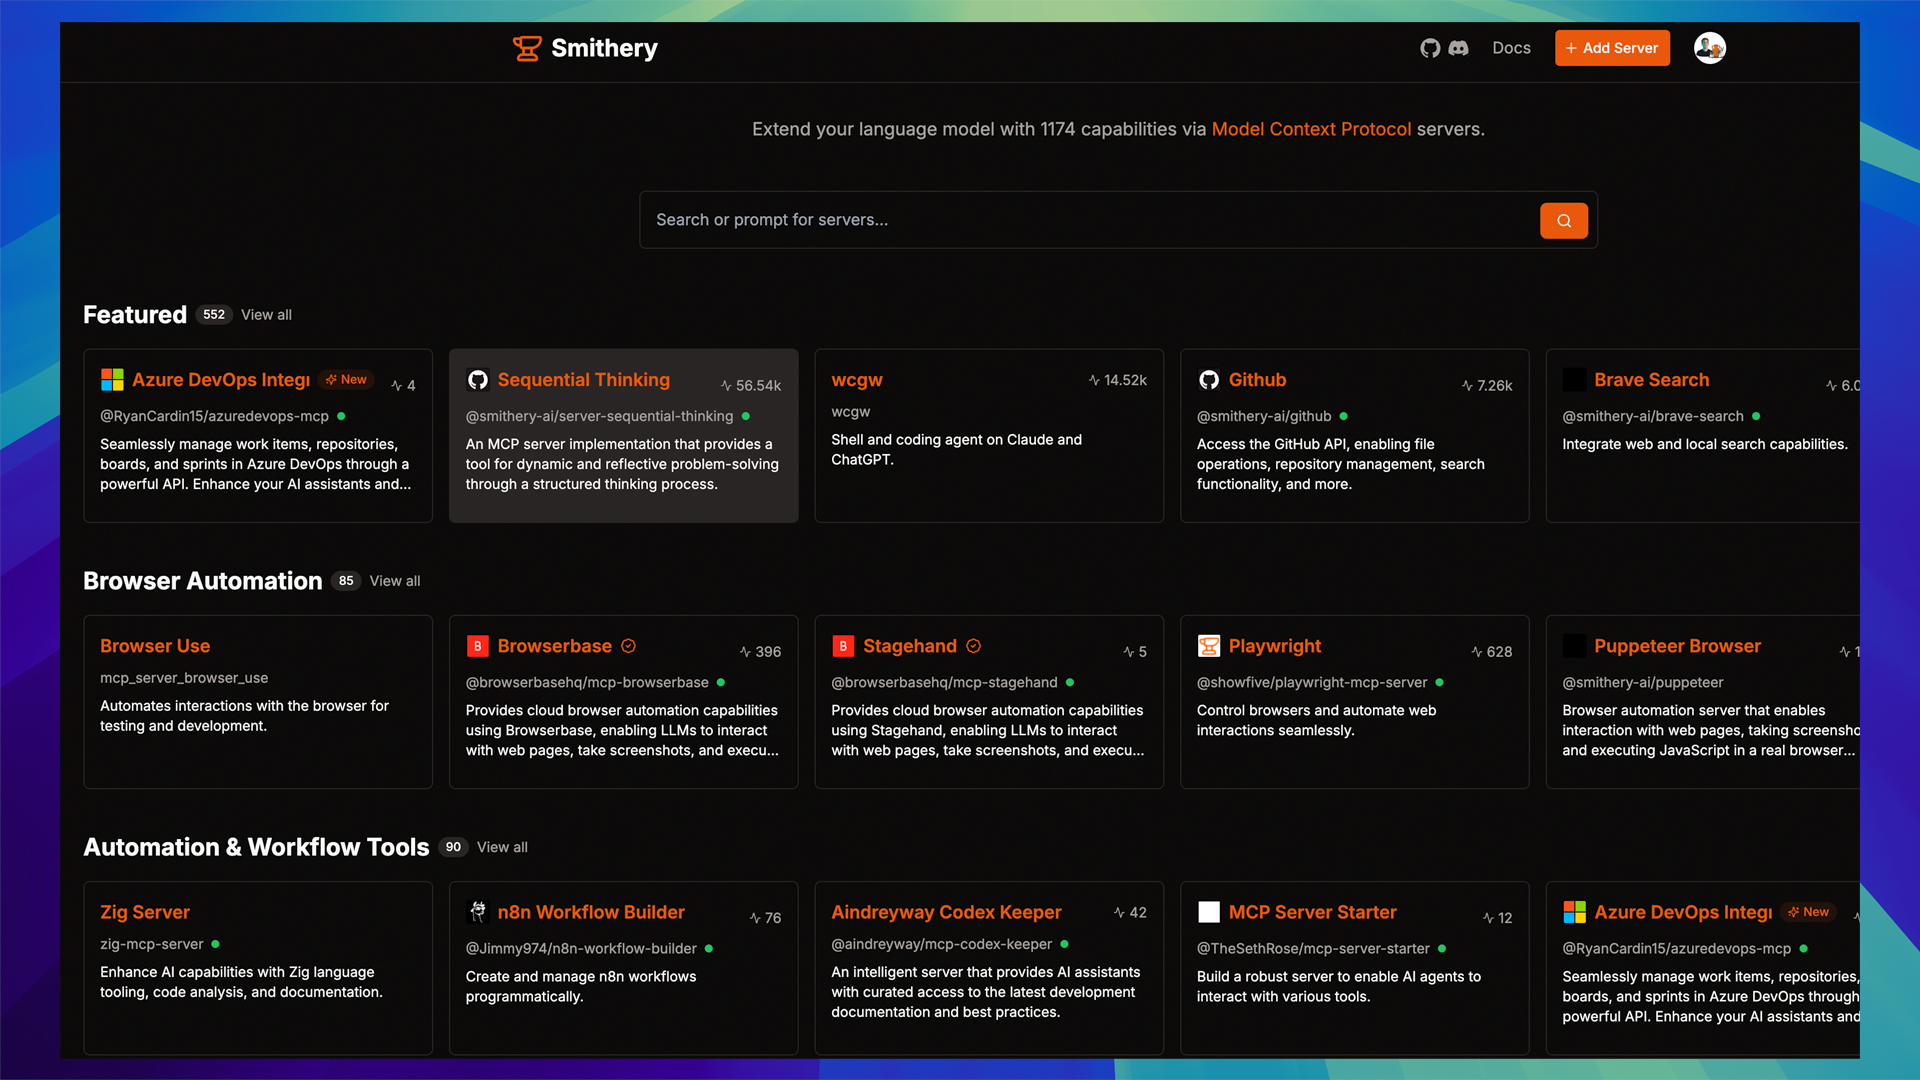 Smithery
Docs
+ Add Server
Extend your language model with 1174 capabilities via Model Context Protocol servers.
Search or prompt for servers...
Featured 552 View all
Azure DevOps Integr New 4
@RyanCardin15/azuredevops-mcp
Seamlessly manage work items, repositories,
boards, and sprints in Azure DevOps through a
powerful API. Enhance your AI assistants and...
Sequential Thinking 56.54k
@smithery-ai/server-sequential-thinking
An MCP server implementation that provides a
tool for dynamic and reflective problem-solving
through a structured thinking process.
wcgw 14.52k
wcgw
Shell and coding agent on Claude and
ChatGPT.
Github 7.26k
@smithery-ai/github
Access the GitHub API, enabling file
operations, repository management, search
functionality, and more.
Brave Search 6.0
@smithery-ai/brave-search
Integrate web and local search capabilities.
Browser Automation 85 View all
Browser Use
mcp_server_browser_use
Automates interactions with the browser for
testing and development.
B Browserbase 396
@browserbasehq/mcp-browserbase
Provides cloud browser automation capabilities
using Browserbase, enabling LLMs to interact
with web pages, take screenshots, and execu...
B Stagehand 5
@browserbasehq/mcp-stagehand
Provides cloud browser automation capabilities
using Stagehand, enabling LLMs to interact
with web pages, take screenshots, and execu...
Playwright 628
@showfive/playwright-mcp-server
Control browsers and automate web
interactions seamlessly.
Puppeteer Browser 1
@smithery-ai/puppeteer
Browser automation server that enables
interaction with web pages, taking screensho
and executing JavaScript in a real browser...
Automation & Workflow Tools 90 View all
Zig Server
zig-mcp-server
Enhance AI capabilities with Zig language
tooling, code analysis, and documentation.
n8n Workflow Builder 76
@Jimmy974/n8n-workflow-builder
Create and manage n8n workflows
programmatically.
Aindreyway Codex Keeper 42
@aindreyway/mcp-codex-keeper
An intelligent server that provides AI assistants
with curated access to the latest development
documentation and best practices.
MCP Server Starter 12
@TheSethRose/mcp-server-starter
Build a robust server to enable AI agents to
interact with various tools.
Azure DevOps Integr New
@RyanCardin15/azuredevops-mcp
Seamlessly manage work items, repositories,
boards, and sprints in Azure DevOps through
powerful API. Enhance your AI assistants and